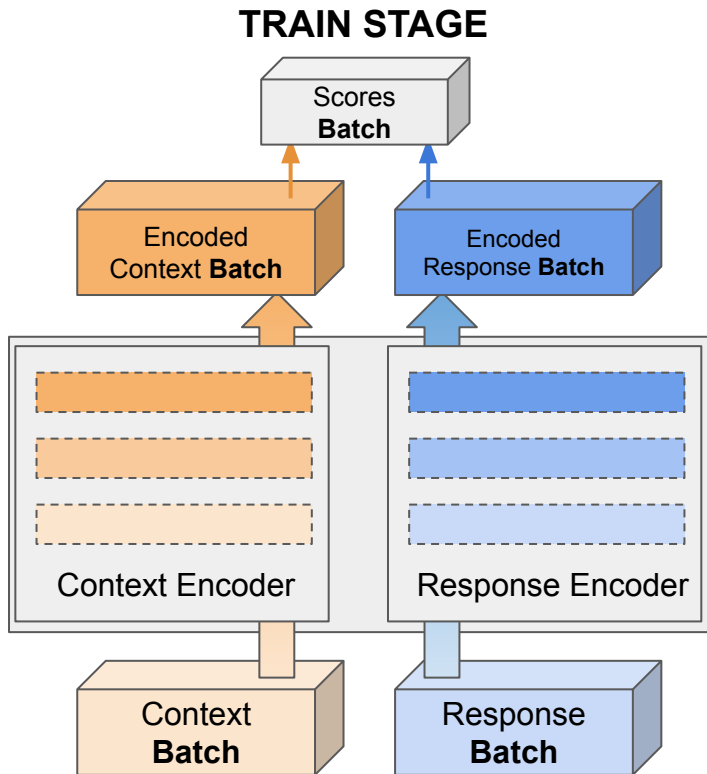 TRAIN STAGE
Scores
Batch
Encoded
Context Batch
Encoded
Response Batch
Context Encoder
Response Encoder
Context
Batch
Response
Batch